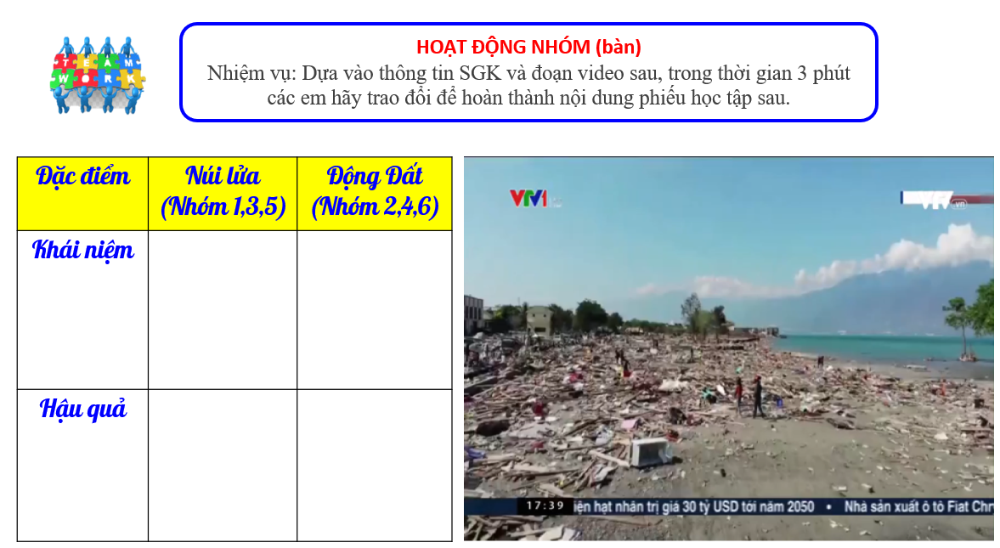 TEAM
WORK
HOẠT ĐỘNG NHÓM (bàn)
Nhiệm vụ: Dựa vào thông tin SGK và đoạn video sau, trong thời gian 3 phút
các em hãy trao đổi để hoàn thành nội dung phiếu học tập sau.
Đặc điểm
Núi lửa
(Nhóm 1,3,5)
Động Đất
(Nhóm 2,4,6)
Khái niệm
Hậu quả
VTV1
VTV vn
17:39 iện hạt nhân trị giá 30 tỷ USD tới năm 2050 • Nhà sản xuất ô tô Fiat Chr